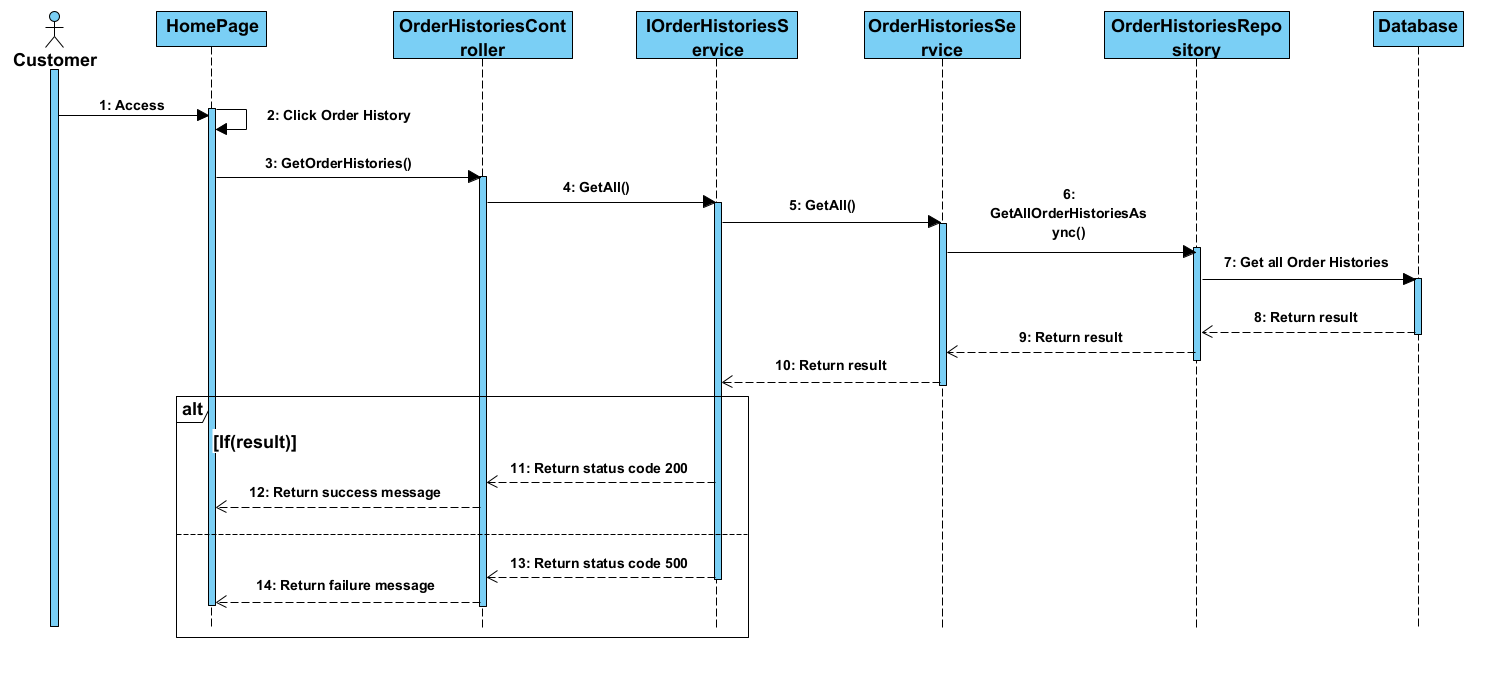 Customer
HomePage
OrderHistoriesCont
roller
IOrderHistoriesS
ervice
OrderHistoriesSe
rvice
OrderHistoriesRepo
sitory
Database
1: Access
2: Click Order History
3: GetOrderHistories()
4: GetAll()
5: GetAll()
6:
GetAllOrderHistoriesAs
ync()
7: Get all Order Histories
8: Return result
9: Return result
10: Return result
alt
[If(result)]
11: Return status code 200
12: Return success message
13: Return status code 500
14: Return failure message